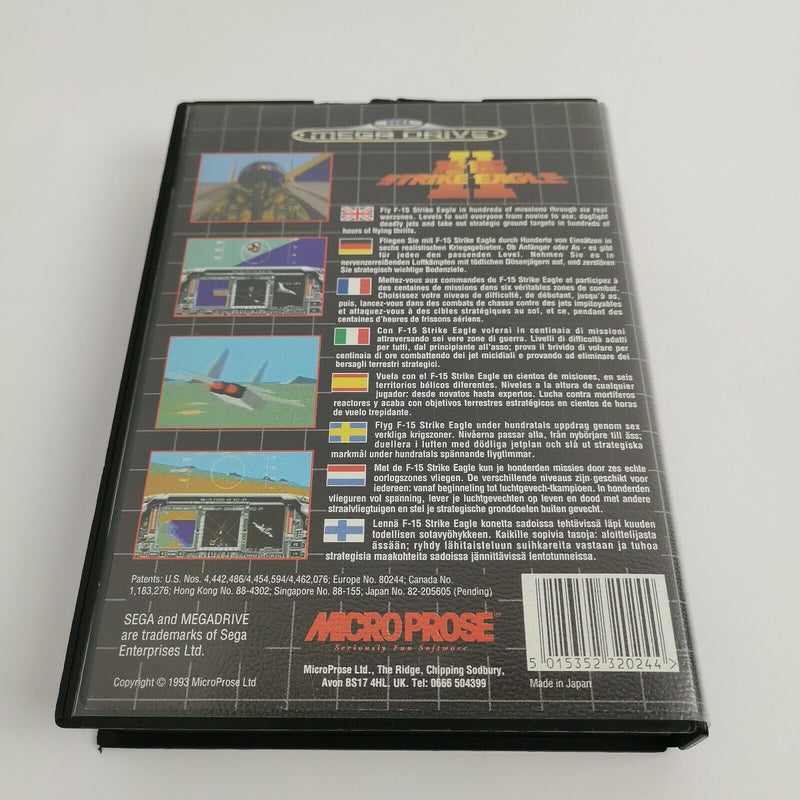 SEGA
MEGA DRIVE
II
STRIKE EAGLE
Fly F-15 Strike Eagle in hundreds of missions through six real
warzones. Levels to suit everyone from novice to ace; dogfight
deadly jets and take out strategic ground targets in hundreds of
hours of flying thrills.
Fliegen Sie mit F-15 Strike Eagle durch Hunderte von Einsätzen in
sechs realistischen Kriegsgebieten. Ob Anfänger oder As - es gibt
für jeden den passenden Level. Nehmen Sie es in
nervenzerreißenden Luftkämpfen mit tödlichen Düsenjägern auf, und zerstören
Sie strategisch wichtige Bodenziele.
Mettez-vous aux commandes du F-15 Strike Eagle et participez à
des centaines de missions dans six véritables zones de combat.
Choisissez votre niveau de difficulté, de débutant, jusqu'à as,
puis, lancez-vous dans des combats de chasse contre des jets impitoyables
et attaquez-vous à des cibles stratégiques au sol, et ce, pendant des
centaines d'heures de frissons aériens.
Con F-15 Strike Eagle volerai in centinaia di missioni
attraversando sei vere zone di guerra. Livelli di difficoltà adatti
per tutti, dal principiante all'asso; prova il brivido di volare per
centinaia di ore combattendo dei jet micidiali e provando ad eliminare dei
bersagli terrestri strategici.
Vuela con el F-15 Strike Eagle en cientos de misiones, en seis
territorios bélicos diferentes. Niveles a la altura de cualquier
jugador: desde novatos hasta expertos. Lucha contra mortíferos
reactores y acaba con objetivos terrestres estratégicos en cientos de horas
de vuelo trepidante.
Flyg F-15 Strike Eagle under hundratals uppdrag genom sex
verkliga krigszoner. Nivåerna passar alla, från nybörjare till äss;
duellera i luften med dödliga jetplan och slå ut strategiska
markmål under hundratals spännande flygtimmar.
Met de F-15 Strike Eagle kun je honderden missies door zes echte
oorlogszones vliegen. De verschillende niveaus zijn geschikt voor
iedereen: vanaf beginneling tot luchtgevech-tkampioen. In honderden
vlieguren vol spanning, lever je luchtgevechten op leven en dood met andere
straalvliegtuigen en stel je strategische gronddoelen buiten gevecht.
Lennä F-15 Strike Eagle konetta sadoissa tehtävissä läpi kuuden
todellisen sotavyöhykkeen. Kaikille sopivia tasoja: aloittelijasta
ässään; ryhdy lähitaisteluun suihkareita vastaan ja tuhoa
strategisia maakohteita sadoissa jännittävissä lentotunneissa.
Patents: U.S. Nos. 4,442,486/4,454,594/4,462,076; Europe No. 80244; Canada No.
1,183,276; Hong Kong No. 88-4302; Singapore No. 88-155; Japan No. 82-205605 (Pending)
SEGA and MEGADRIVE
are trademarks of Sega
Enterprises Ltd.
MICROPROSE
Seriously Fun Software
MicroProse Ltd., The Ridge, Chipping Sodbury,
Avon BS17 4HL. UK. Tel: 0666 504399
Copyright © 1993 MicroProse Ltd
5 015352 320244 >
Made in Japan